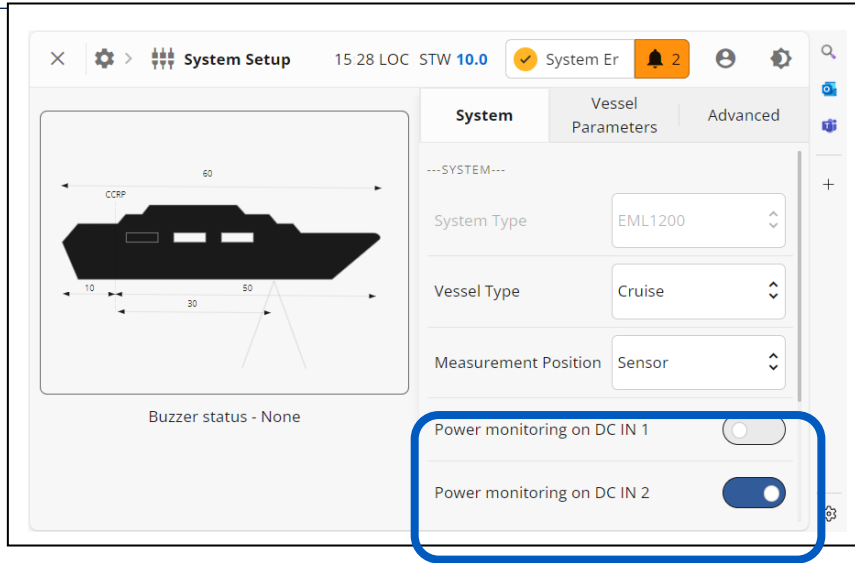 System Setup
15 28 LOC
STW 10.0
System Er
2
System
Vessel
Parameters
Advanced
60
CCRP
10
50
30
Buzzer status - None
---SYSTEM---
System Type
EML1200
Vessel Type
Cruise
Measurement Position
Sensor
Power monitoring on DC IN 1
Power monitoring on DC IN 2